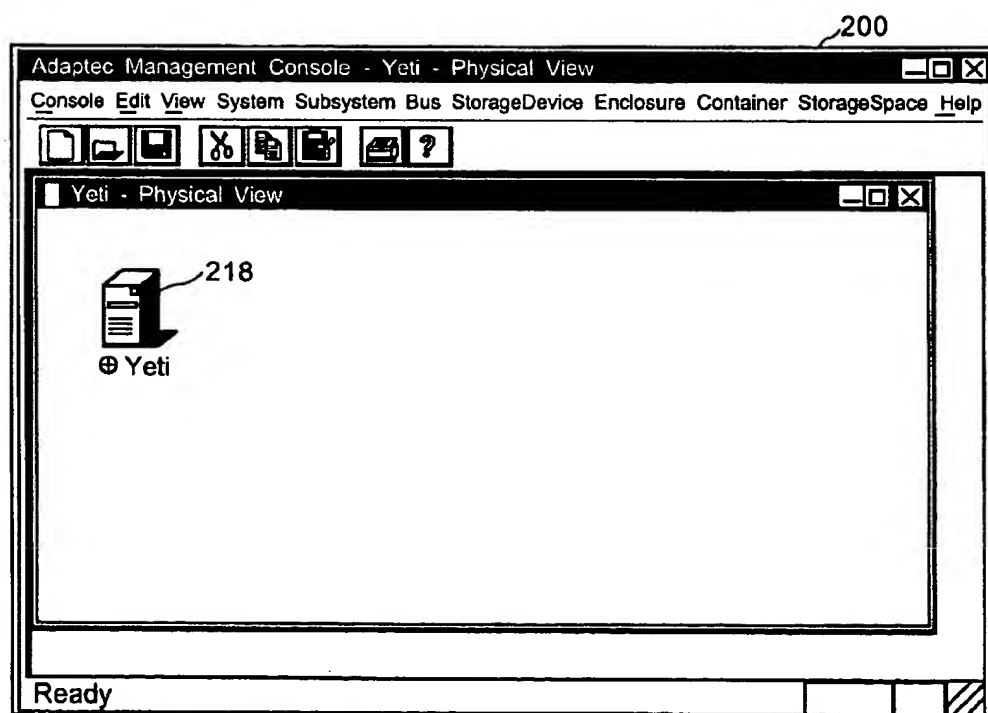 200
Adaptec Management Console - Yeti - Physical View
Console Edit View System Subsystem Bus StorageDevice Enclosure Container StorageSpace Help
?
Yeti - Physical View
218
⊕ Yeti
Ready